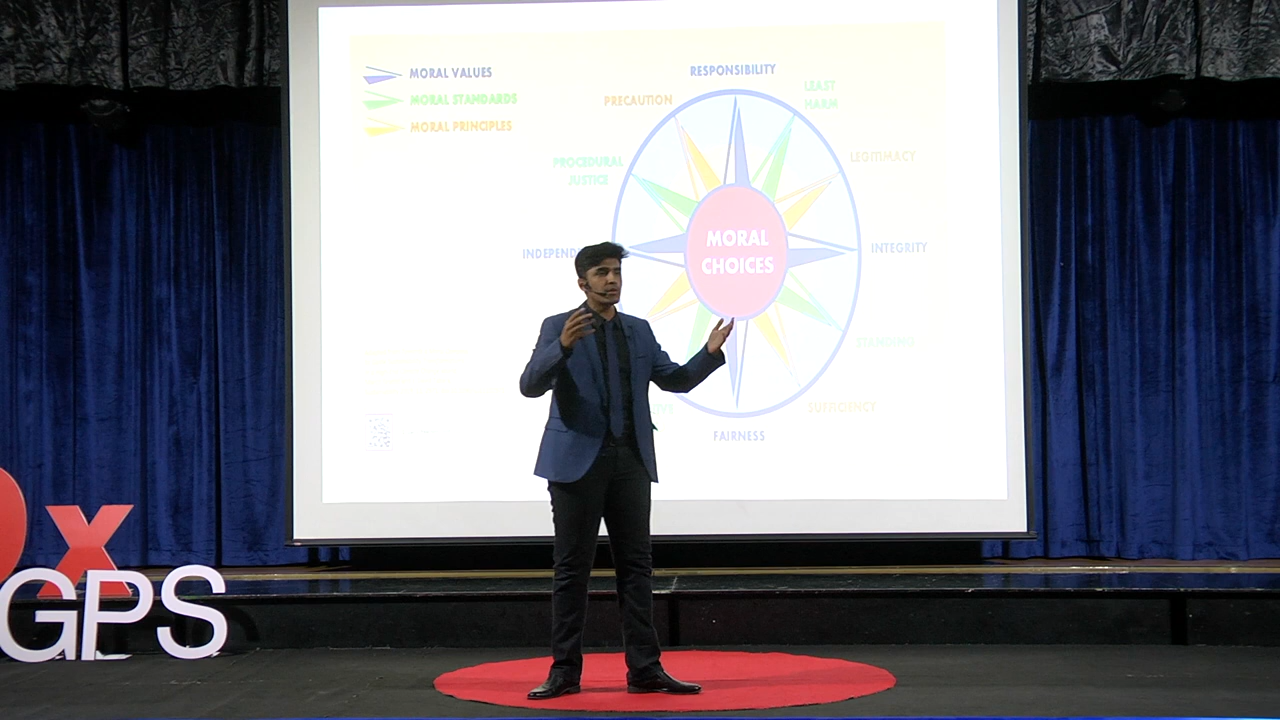 MORAL VALUES
MORAL STANDARDS
MORAL PRINCIPLES
RESPONSIBILITY
LEAST
HARM
PRECAUTION
LEGITIMACY
PROCEDURAL
JUSTICE
MORAL
CHOICES
INTEGRITY
STANDING
SUFFICIENCY
FAIRNESS
x
GPS